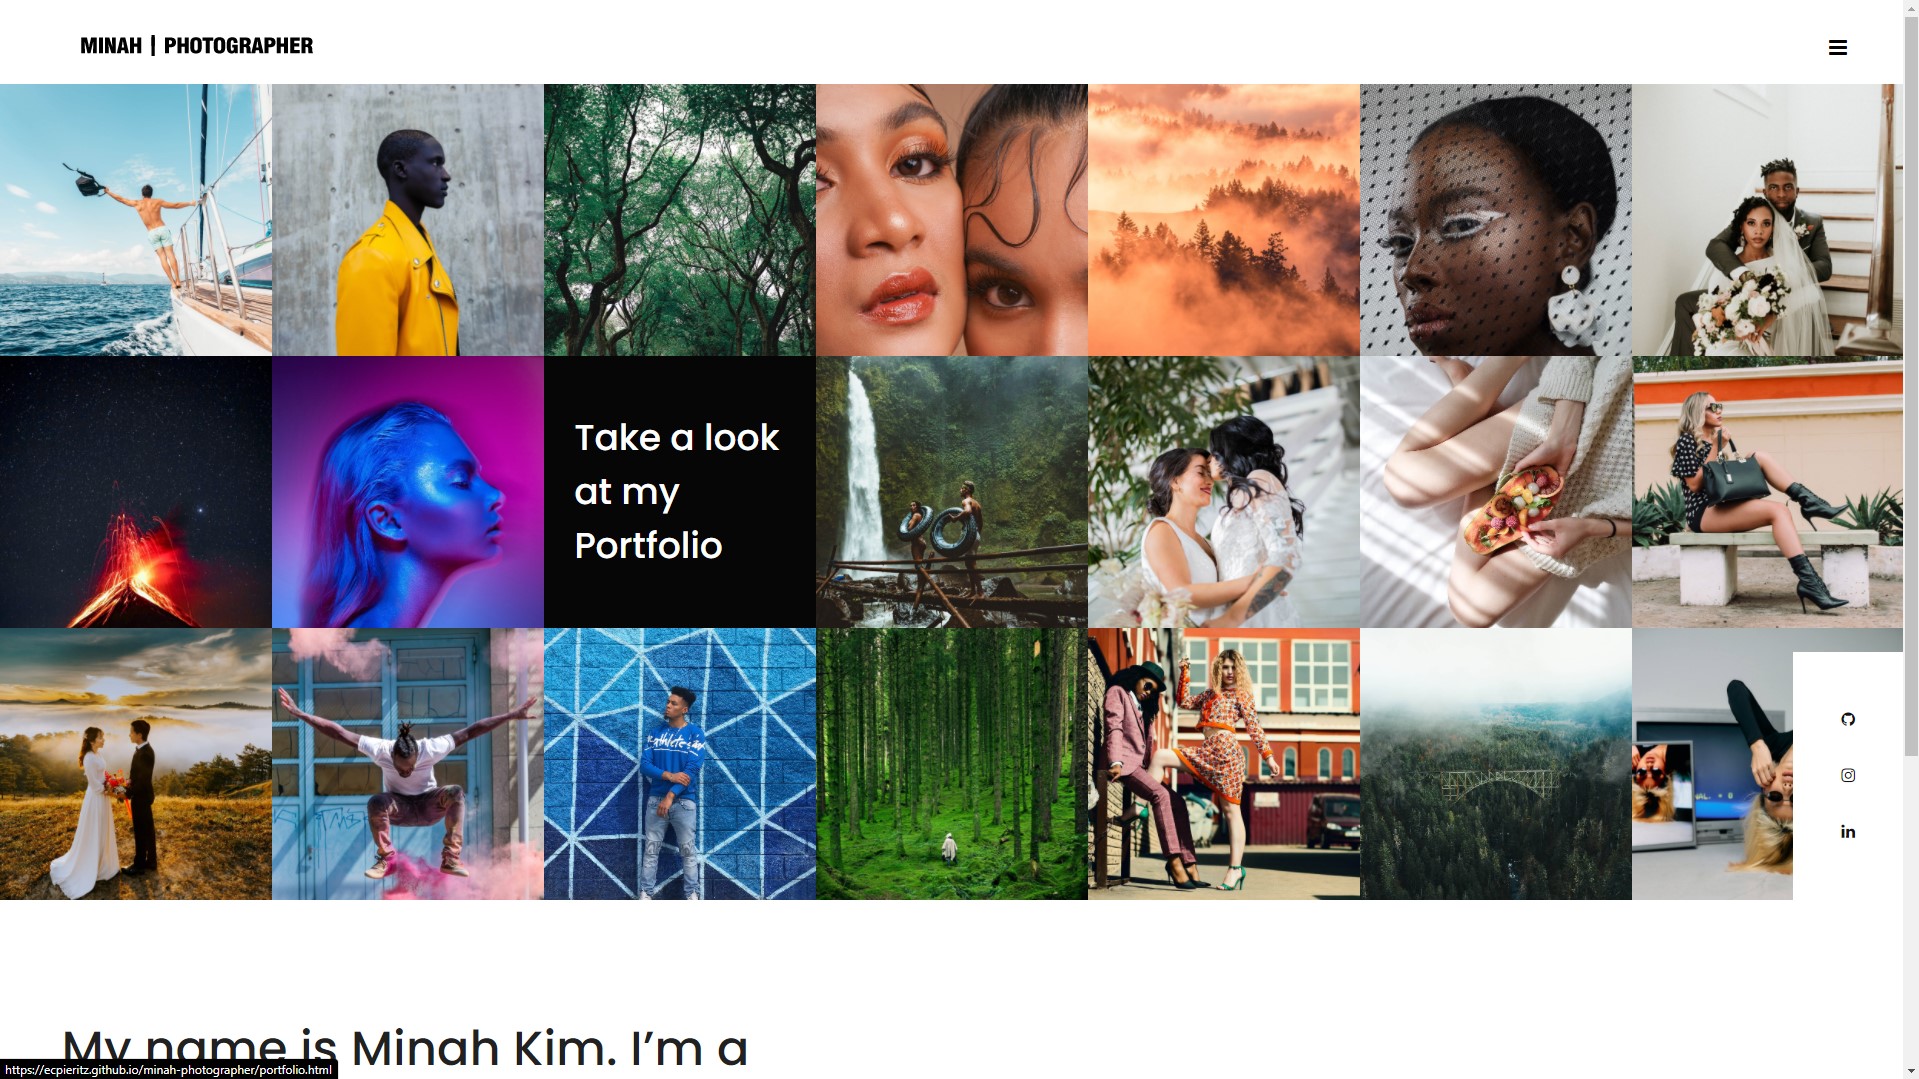 MINAH | PHOTOGRAPHER
Take a look
at my
Portfolio
My name is Minah Kim. I’m a
https://ecpieritz.github.io/minah-photographer/portfolio.html